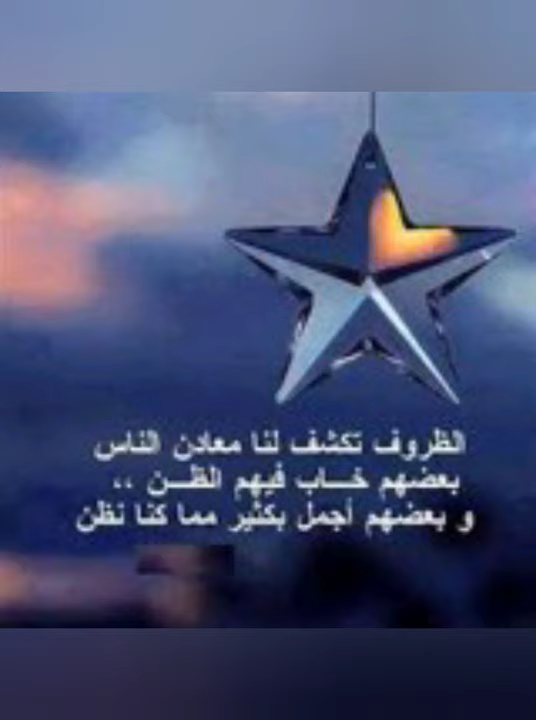 الظروف تكشف لنا معادن الناس
بعضهم خـــاب فيهم الظـــن ،،
و بعضهم أجمل بكثير مما كنا نظن